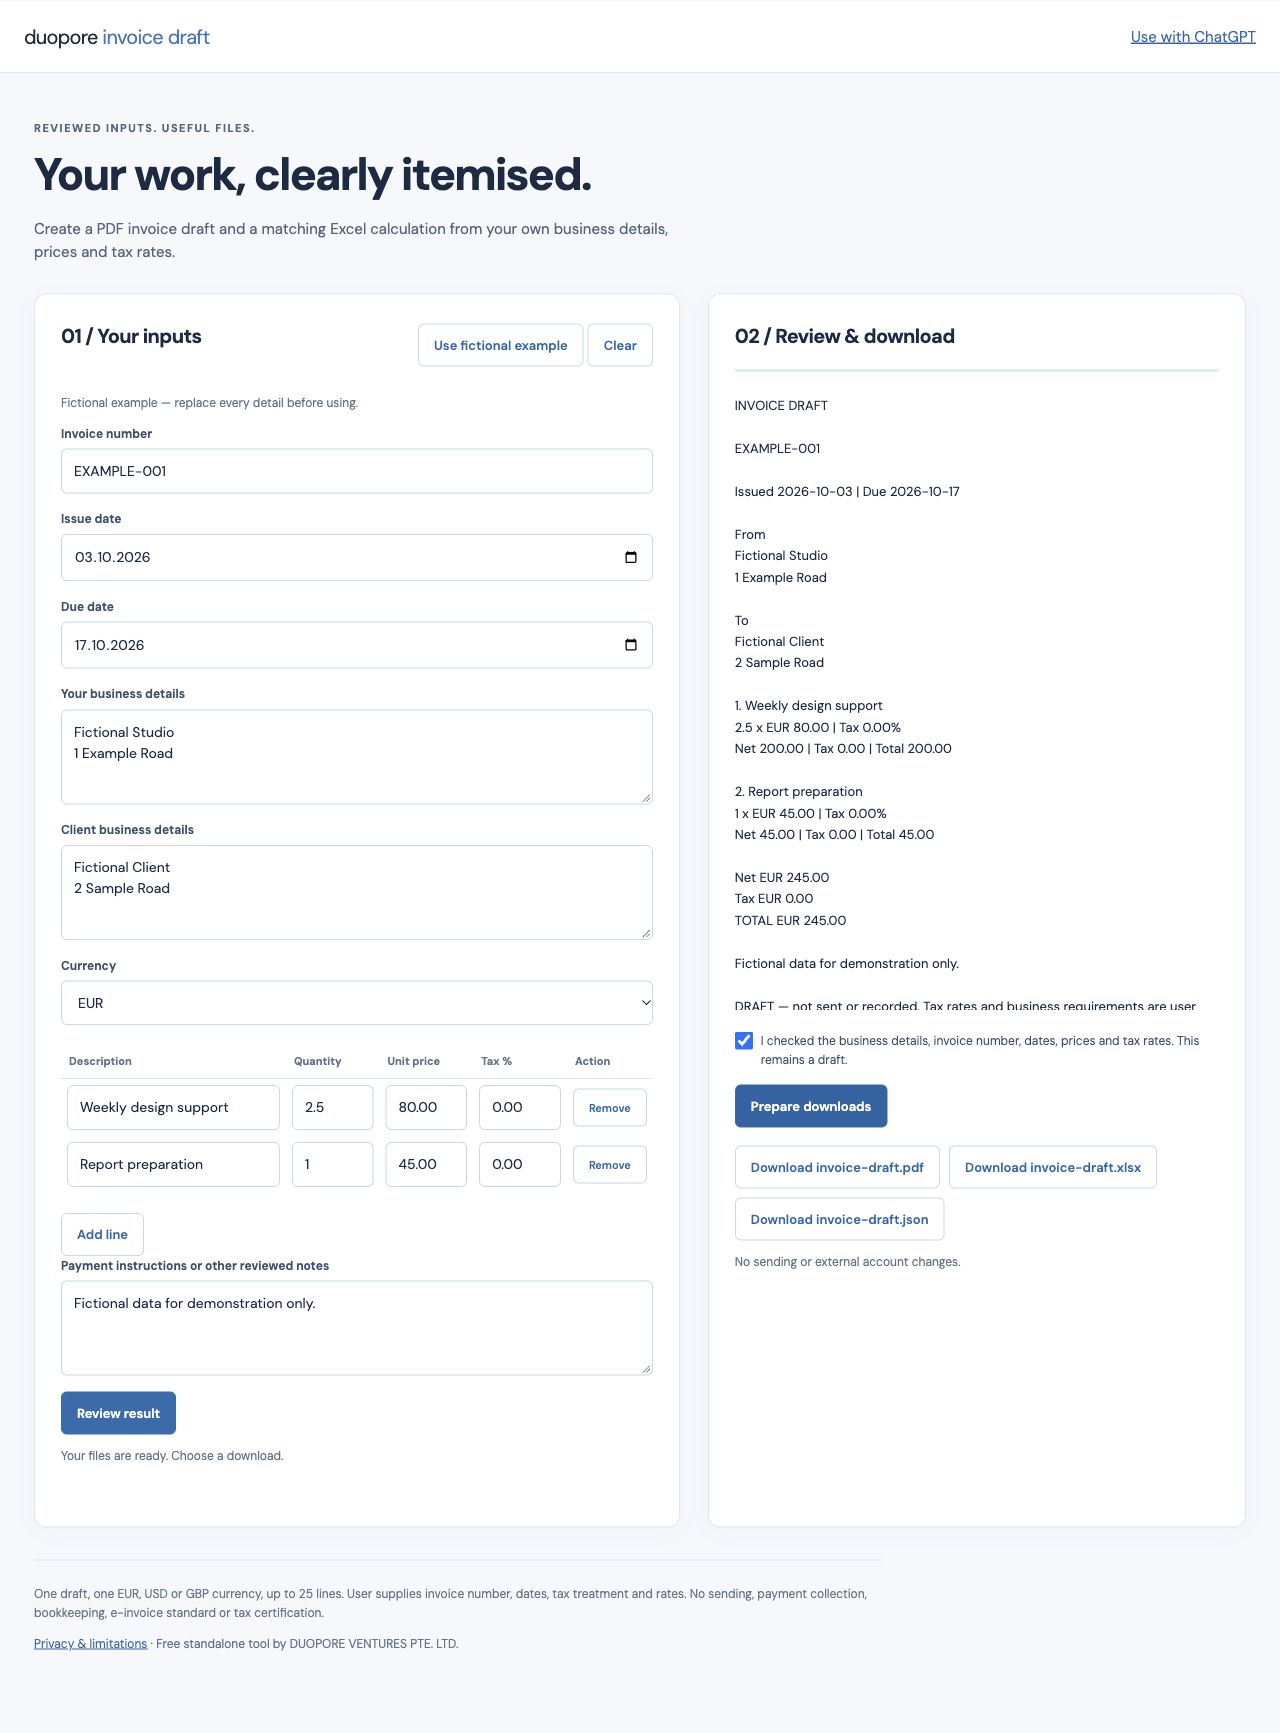 duopore invoice draft
Use with ChatGPT
REVIEWED INPUTS. USEFUL FILES.
Your work, clearly itemised.
Create a PDF invoice draft and a matching Excel calculation from your own business details,
prices and tax rates.
01 / Your inputs
Use fictional example
Clear
Fictional example — replace every detail before using.
Invoice number
EXAMPLE-001
Issue date
03.10.2026
Due date
17.10.2026
Your business details
Fictional Studio
1 Example Road
Client business details
Fictional Client
2 Sample Road
Currency
EUR
Description Quantity Unit price Tax % Action
Weekly design support 2.5 80.00 0.00 Remove
Report preparation 1 45.00 0.00 Remove
Add line
Payment instructions or other reviewed notes
Fictional data for demonstration only.
Review result
Your files are ready. Choose a download.
02 / Review & download
INVOICE DRAFT
EXAMPLE-001
Issued 2026-10-03 | Due 2026-10-17
From
Fictional Studio
1 Example Road
To
Fictional Client
2 Sample Road
1. Weekly design support
2.5 x EUR 80.00 | Tax 0.00%
Net 200.00 | Tax 0.00 | Total 200.00
2. Report preparation
1 x EUR 45.00 | Tax 0.00%
Net 45.00 | Tax 0.00 | Total 45.00
Net EUR 245.00
Tax EUR 0.00
TOTAL EUR 245.00
Fictional data for demonstration only.
DRAFT — not sent or recorded. Tax rates and business requirements are user
I checked the business details, invoice number, dates, prices and tax rates. This
remains a draft.
Prepare downloads
Download invoice-draft.pdf
Download invoice-draft.xlsx
Download invoice-draft.json
No sending or external account changes.
One draft, one EUR, USD or GBP currency, up to 25 lines. User supplies invoice number, dates, tax treatment and rates. No sending, payment collection,
bookkeeping, e-invoice standard or tax certification.
Privacy & limitations · Free standalone tool by DUOPORE VENTURES PTE. LTD.